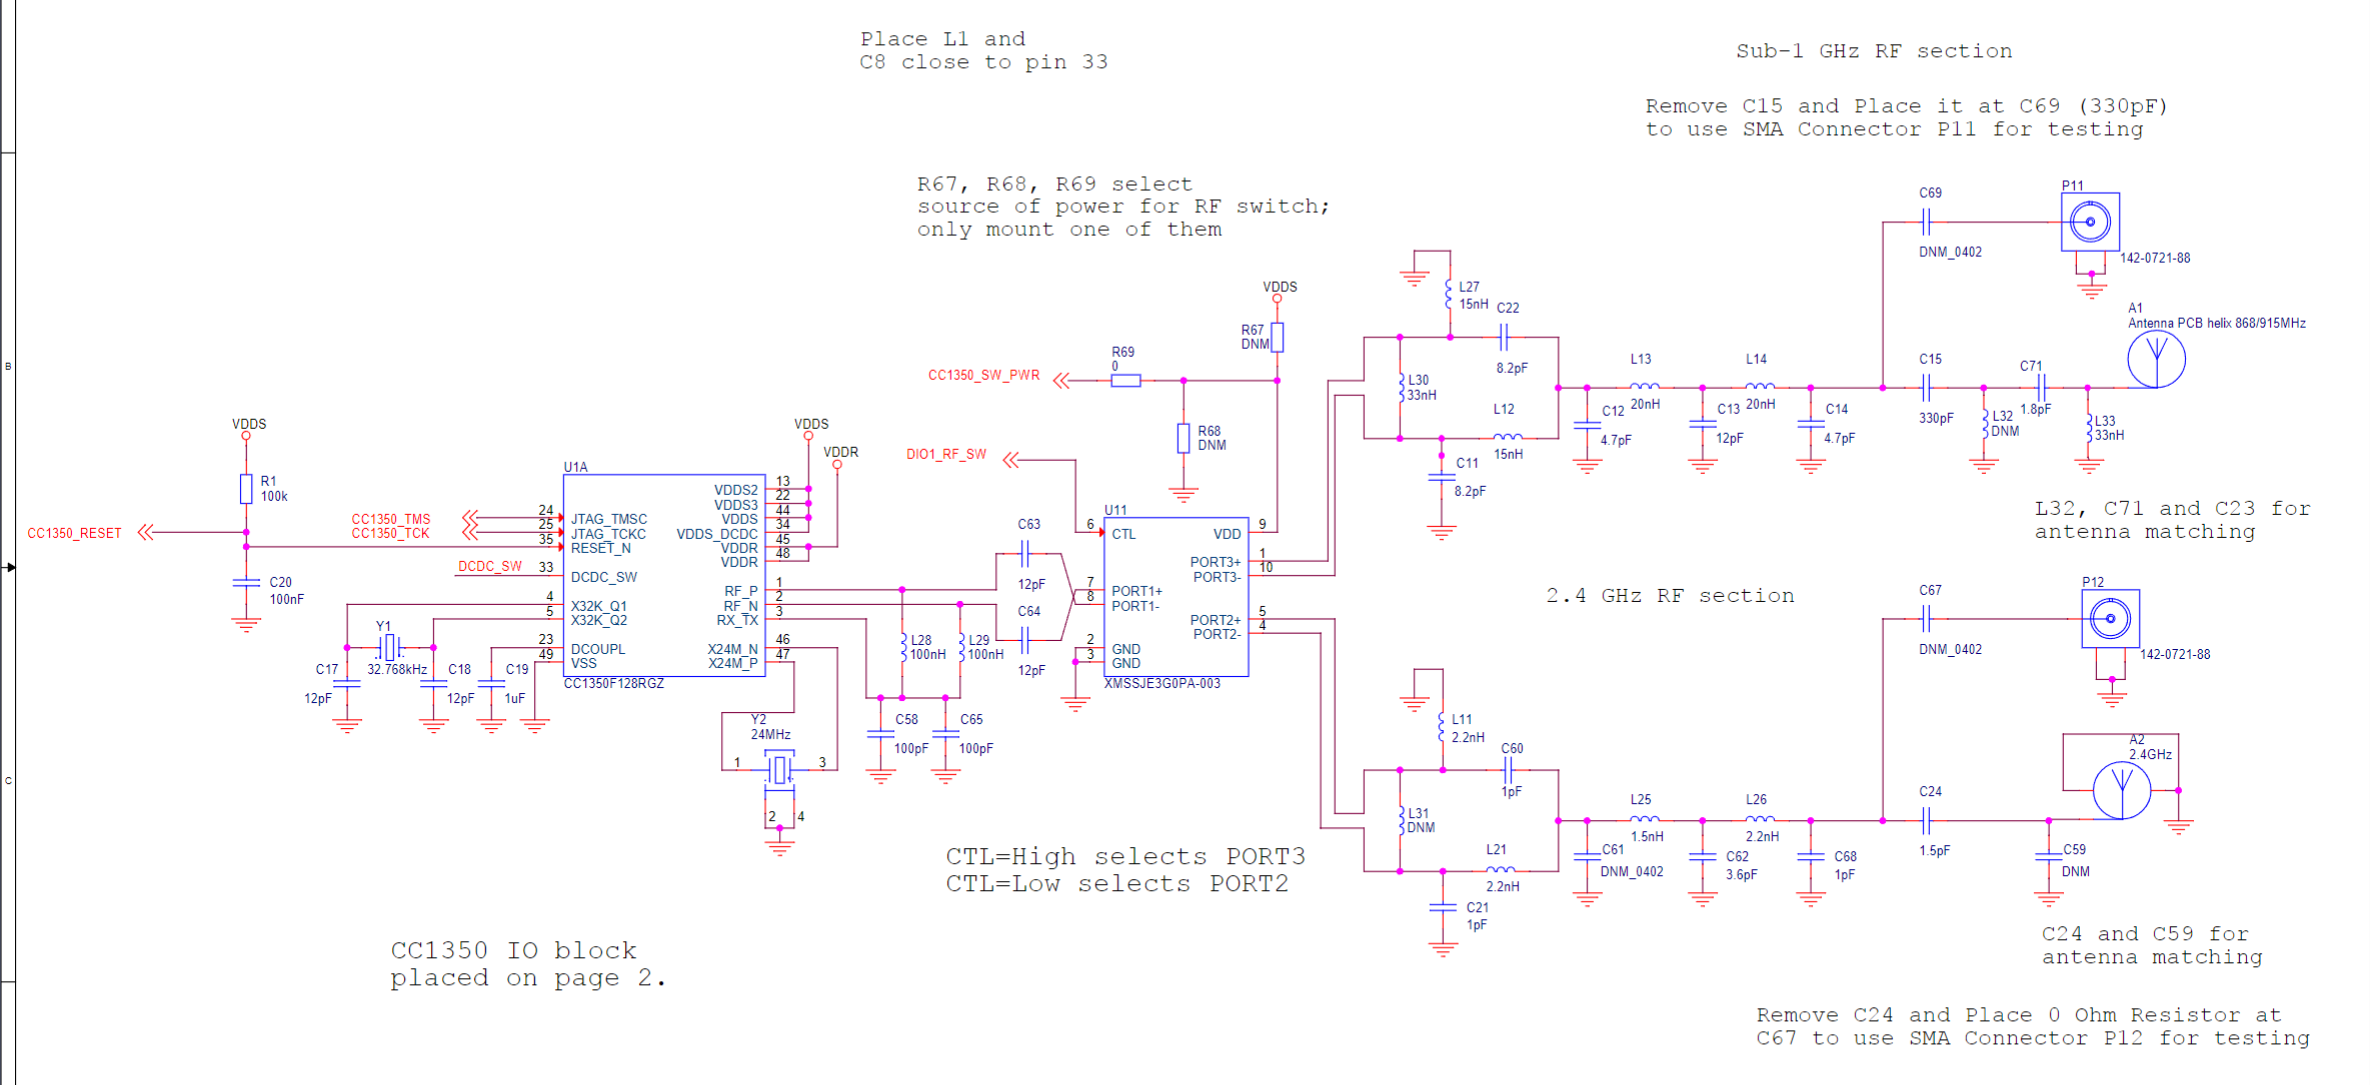 Place L1 and
C8 close to pin 33
Sub-1 GHz RF section
Remove C15 and Place it at C69 (330pF)
to use SMA Connector P11 for testing
R67, R68, R69 select
source of power for RF switch;
only mount one of them
C69
DNM_0402
P11
142-0721-88
A1
Antenna PCB helix 868/915MHz
L27
15nH
C22
8.2pF
L30
33nH
L12
15nH
C11
8.2pF
L13
20nH
L14
20nH
C12
4.7pF
C13
12pF
C14
4.7pF
C15
330pF
C71
1.8pF
L32
DNM
L33
33nH
L32, C71 and C23 for
antenna matching
VDDS
R67
DNM
R69
0
CC1350_SW_PWR
R68
DNM
DIO1_RF_SW
B
VDDS
R1
100k
CC1350_RESET
C20
100nF
CC1350_TMS
CC1350_TCK
DCDC_SW
VDDS
VDDR
U1A
24 JTAG_TMSC
25 JTAG_TCKC
35 RESET_N
33 DCDC_SW
4 X32K_Q1
5 X32K_Q2
23 DCOUPL
49 VSS
VDDS2 13
VDDS3 22
VDDS 44
VDDS_DCDC 34
VDDR 45
VDDR 48
RF_P 1
RF_N 2
RX_TX 3
X24M_N 46
X24M_P 47
CC1350F128RGZ
Y1
32.768kHz
C17
12pF
C18
12pF
C19
1uF
C63
12pF
C64
12pF
L28
100nH
L29
100nH
C58
100pF
C65
100pF
Y2
24MHz
1
3
2
4
U11
6 CTL
7 PORT1+
8 PORT1-
2 GND
3 GND
VDD 9
PORT3+ 1
PORT3- 10
PORT2+ 5
PORT2- 4
XMSSJE3G0PA-003
2.4 GHz RF section
C67
DNM_0402
P12
142-0721-88
L11
2.2nH
C60
1pF
L31
DNM
L21
2.2nH
C21
1pF
L25
1.5nH
L26
2.2nH
C61
DNM_0402
C62
3.6pF
C68
1pF
C24
1.5pF
A2
2.4GHz
C59
DNM
C
CTL=High selects PORT3
CTL=Low selects PORT2
CC1350 IO block
placed on page 2.
C24 and C59 for
antenna matching
Remove C24 and Place 0 Ohm Resistor at
C67 to use SMA Connector P12 for testing